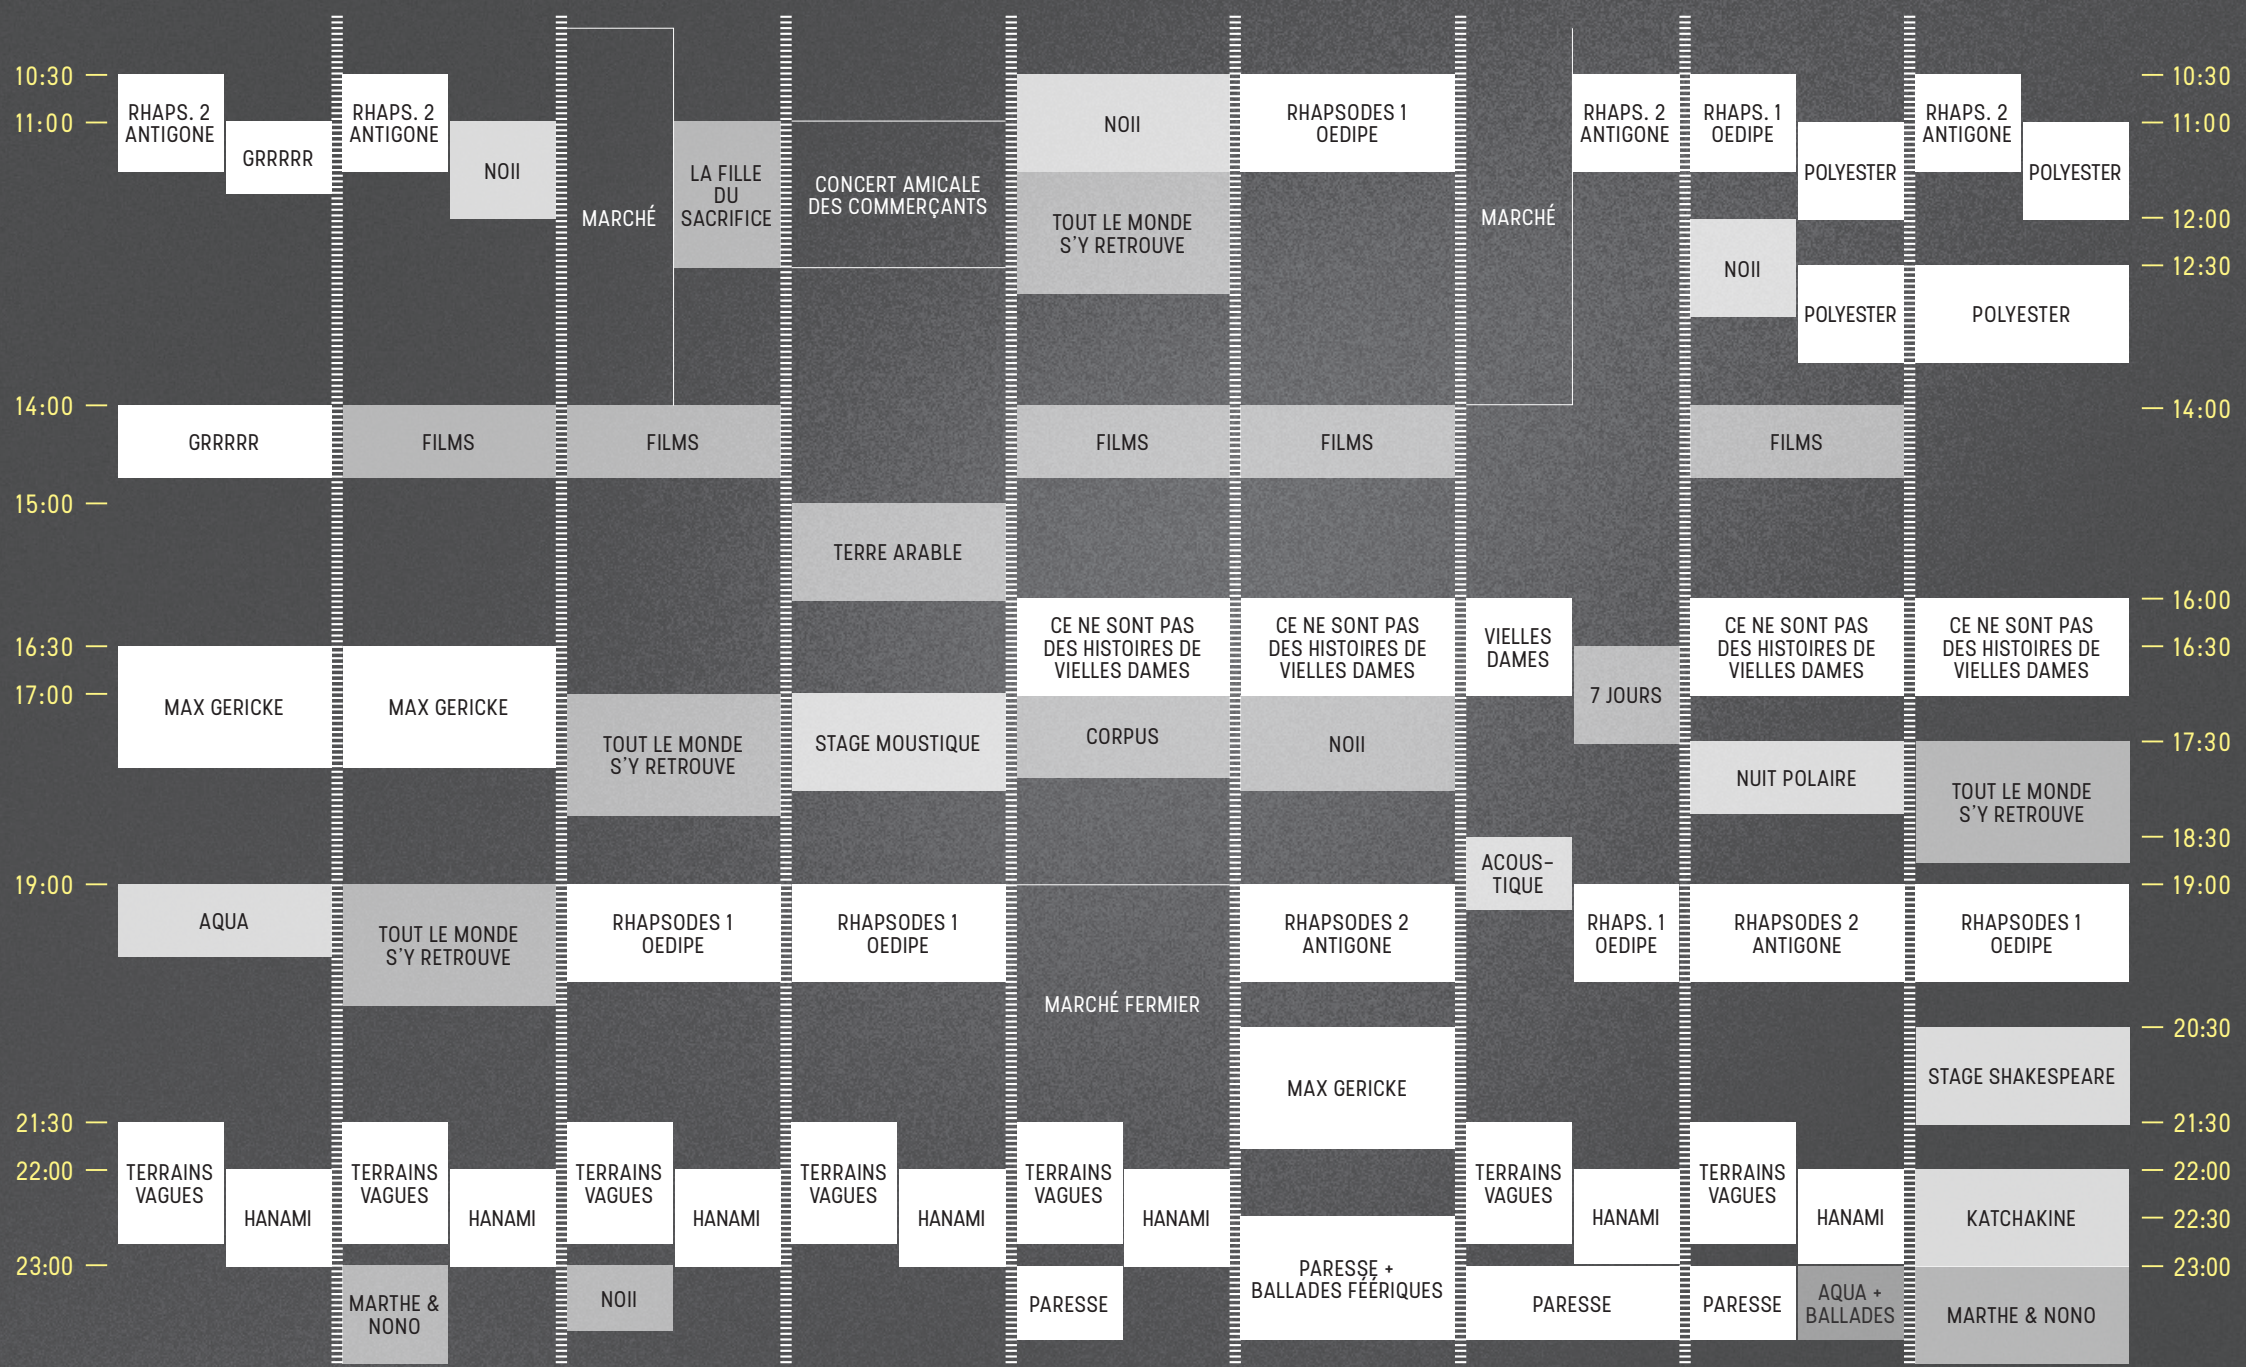 10:30
11:00
14:00
15:00
16:30
17:00
19:00
21:30
22:00
23:00
RHAPS. 2
ANTIGONE
GRRRRR
GRRRRR
MAX GERICKE
AQUA
TERRAINS
VAGUES
HANAMI
RHAPS. 2
ANTIGONE
NOII
FILMS
MAX GERICKE
TOUT LE MONDE
S'Y RETROUVE
TERRAINS
VAGUES
HANAMI
MARTHE &
NONO
MARCHÉ
LA FILLE
DU
SACRIFICE
FILMS
TOUT LE MONDE
S'Y RETROUVE
RHAPSODES 1
OEDIPE
TERRAINS
VAGUES
HANAMI
NOII
CONCERT AMICALE
DES COMMERÇANTS
TERRE ARABLE
STAGE MOUSTIQUE
RHAPSODES 1
OEDIPE
TERRAINS
VAGUES
HANAMI
NOII
TOUT LE MONDE
S'Y RETROUVE
FILMS
CE NE SONT PAS
DES HISTOIRES DE
VIELLES DAMES
CORPUS
MARCHÉ FERMIER
TERRAINS
VAGUES
HANAMI
PARESSE
RHAPSODES 1
OEDIPE
FILMS
CE NE SONT PAS
DES HISTOIRES DE
VIELLES DAMES
NOII
RHAPSODES 2
ANTIGONE
MAX GERICKE
PARESSE +
BALLADES FÉÉRIQUES
MARCHÉ
RHAPS. 2
ANTIGONE
VIELLES
DAMES
7 JOURS
ACOUS-
TIQUE
RHAPS. 1
OEDIPE
TERRAINS
VAGUES
HANAMI
PARESSE
RHAPS. 1
OEDIPE
POLYESTER
NOII
POLYESTER
FILMS
CE NE SONT PAS
DES HISTOIRES DE
VIELLES DAMES
NUIT POLAIRE
RHAPSODES 2
ANTIGONE
TERRAINS
VAGUES
HANAMI
PARESSE
AQUA +
BALLADES
RHAPS. 2
ANTIGONE
POLYESTER
POLYESTER
CE NE SONT PAS
DES HISTOIRES DE
VIELLES DAMES
TOUT LE MONDE
S'Y RETROUVE
RHAPSODES 1
OEDIPE
STAGE SHAKESPEARE
KATCHAKINE
MARTHE & NONO
10:30
11:00
12:00
12:30
14:00
16:00
16:30
17:30
18:30
19:00
20:30
21:30
22:00
22:30
23:00